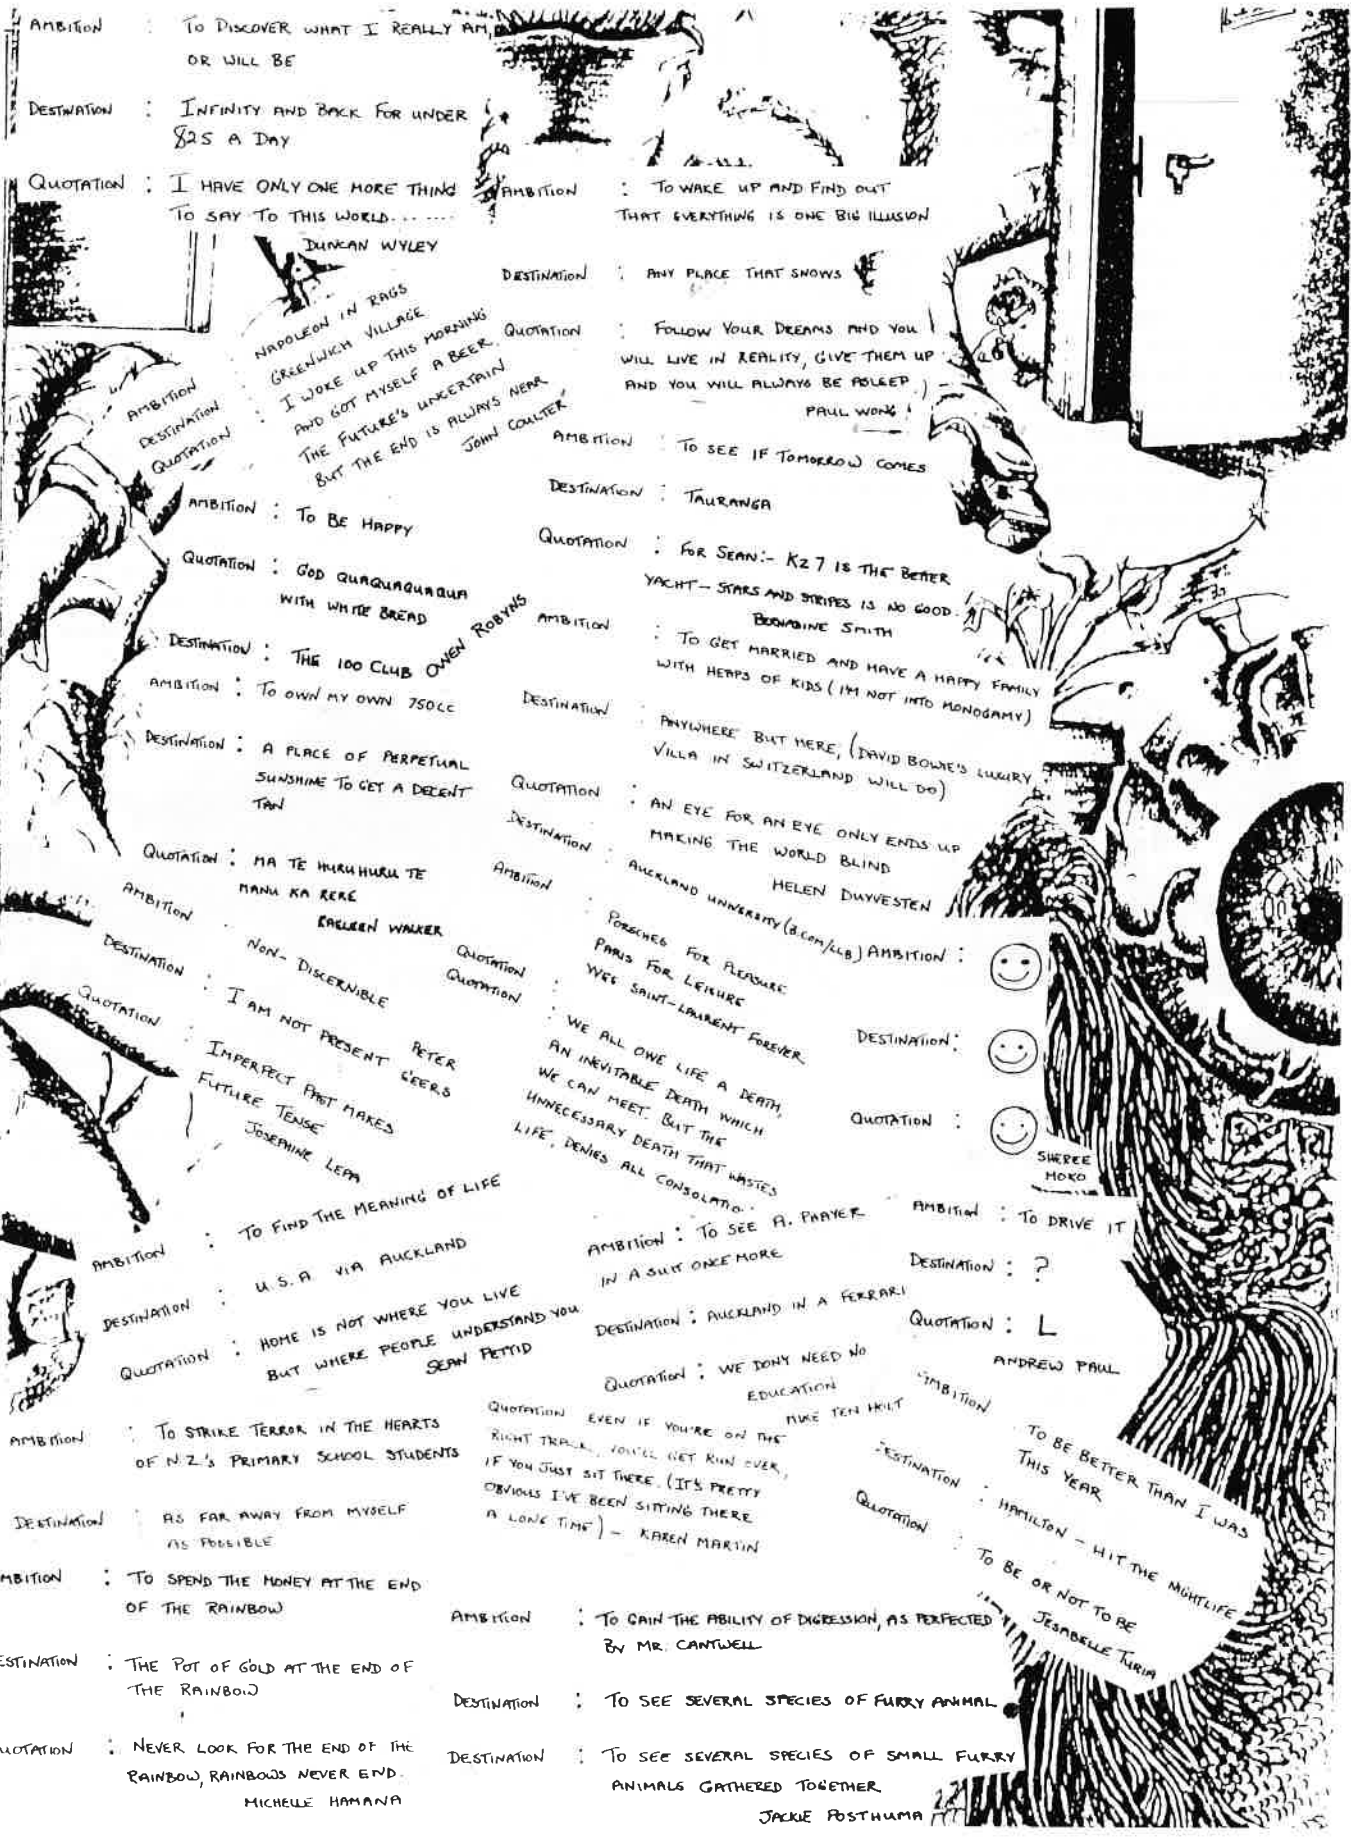 AMBITION : TO DISCOVER WHAT I REALLY AM,
OR WILL BE
DESTINATION : INFINITY AND BACK FOR UNDER
$25 A DAY
QUOTATION : I HAVE ONLY ONE MORE THING
TO SAY TO THIS WORLD.......
DUNCAN WYLEY
AMBITION : TO WAKE UP AND FIND OUT
THAT EVERYTHING IS ONE BIG ILLUSION
DESTINATION : ANY PLACE THAT SNOWS
QUOTATION : FOLLOW YOUR DREAMS AND YOU
WILL LIVE IN REALITY, GIVE THEM UP
AND YOU WILL ALWAYS BE ASLEEP.
PAUL WONG
AMBITION : NAPOLEON IN RAGS
DESTINATION : GREENWICH VILLAGE
QUOTATION : I WOKE UP THIS MORNING
AND GOT MYSELF A BEER.
THE FUTURE'S UNCERTAIN
BUT THE END IS ALWAYS NEAR
JOHN COULTER
AMBITION : TO SEE IF TOMORROW COMES
DESTINATION : TAURANGA
QUOTATION : FOR SEAN:- KZ7 IS THE BETTER
YACHT - STARS AND STRIPES IS NO GOOD.
SMITH
AMBITION : TO BE HAPPY
QUOTATION : GOD QUAQUAQUAQUA
WITH WHITE BREAD
DESTINATION : THE 100 CLUB
OWEN ROBYNS
AMBITION : TO GET MARRIED AND HAVE A HAPPY FAMILY
WITH HEAPS OF KIDS (I'M NOT INTO MONOGAMY)
DESTINATION : ANYWHERE BUT HERE, (DAVID BOWIE'S LUXURY
VILLA IN SWITZERLAND WILL DO)
QUOTATION : AN EYE FOR AN EYE ONLY ENDS UP
MAKING THE WORLD BLIND
HELEN DUYVESTEN
AMBITION : TO OWN MY OWN 750CC
DESTINATION : A PLACE OF PERPETUAL
SUNSHINE TO GET A DECENT
TAN
QUOTATION : MA TE HURUHURU TE
MANU KA RERE
RAELEEN WALKER
DESTINATION : AUCKLAND UNIVERSITY (B.COM/LLB)
AMBITION : PORSCHES FOR PLEASURE
PARIS FOR LEISURE
YVES SAINT-LAURENT FOREVER
QUOTATION
QUOTATION : WE ALL OWE LIFE A DEATH,
AN INEVITABLE DEATH WHICH
WE CAN MEET. BUT THE
UNNECESSARY DEATH THAT WASTES
LIFE, DENIES ALL CONSOLATIO..
AMBITION : NON-DISCERNIBLE
DESTINATION : I AM NOT PRESENT
PETER
GEERS
QUOTATION : IMPERFECT PAST MAKES
FUTURE TENSE
JOSEPHINE LEPA
AMBITION : ☺
DESTINATION : ☺
QUOTATION : ☺
SHEREE
MOKO
AMBITION : TO FIND THE MEANING OF LIFE
DESTINATION : U.S.A VIA AUCKLAND
QUOTATION : HOME IS NOT WHERE YOU LIVE
BUT WHERE PEOPLE UNDERSTAND YOU
SEAN PETTID
AMBITION : TO SEE A. PHAYER
IN A SUIT ONCE MORE
DESTINATION : AUCKLAND IN A FERRARI
QUOTATION : WE DON'T NEED NO
EDUCATION
MIKE TEN HOLT
AMBITION : TO DRIVE IT
DESTINATION : ?
QUOTATION : L
ANDREW PAUL
AMBITION : TO STRIKE TERROR IN THE HEARTS
OF N.Z'S PRIMARY SCHOOL STUDENTS
DESTINATION : AS FAR AWAY FROM MYSELF
AS POSSIBLE
QUOTATION EVEN IF YOU'RE ON THE
RIGHT TRACK, YOU'LL GET RUN OVER,
IF YOU JUST SIT THERE. (IT'S PRETTY
OBVIOUS I'VE BEEN SITTING THERE
A LONG TIME) - KAREN MARTIN
AMBITION : TO BE BETTER THAN I WAS
THIS YEAR
DESTINATION : HAMILTON - HIT THE NIGHTLIFE
QUOTATION : TO BE OR NOT TO BE
JESABELLE TURIA
MBITION : TO SPEND THE MONEY AT THE END
OF THE RAINBOW
ESTINATION : THE POT OF GOLD AT THE END OF
THE RAINBOW
UOTATION : NEVER LOOK FOR THE END OF THE
RAINBOW, RAINBOWS NEVER END.
MICHELLE HAMANA
AMBITION : TO GAIN THE ABILITY OF DIGRESSION, AS PERFECTED
BY MR. CANTWELL
DESTINATION : TO SEE SEVERAL SPECIES OF FURRY ANIMAL
DESTINATION : TO SEE SEVERAL SPECIES OF SMALL FURRY
ANIMALS GATHERED TOGETHER
JACKIE POSTHUMA